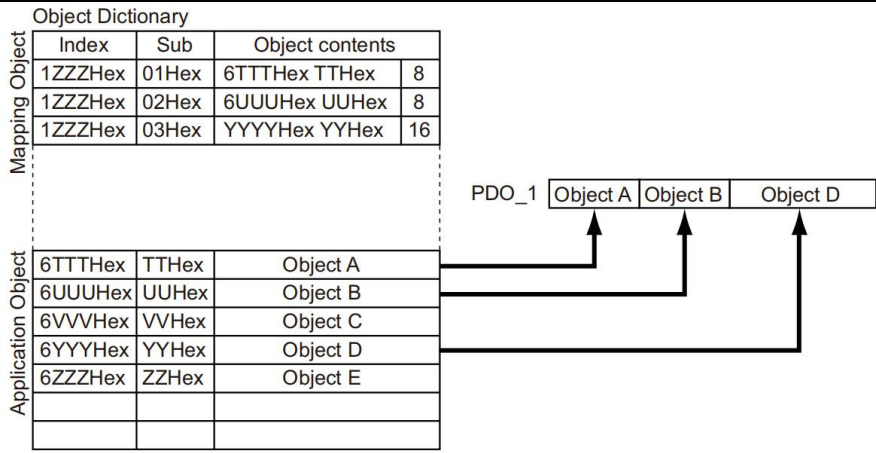 Object Dictionary
Mapping Object
Index Sub Object contents
1ZZZHex 01Hex 6TTTHex TTHex 8
1ZZZHex 02Hex 6UUUHex UUHex 8
1ZZZHex 03Hex YYYYHex YYHex 16
PDO_1 Object A Object B Object D
Application Object
6TTTHex TTHex Object A
6UUUHex UUHex Object B
6VVVHex VVHex Object C
6YYYHex YYHex Object D
6ZZZHex ZZHex Object E